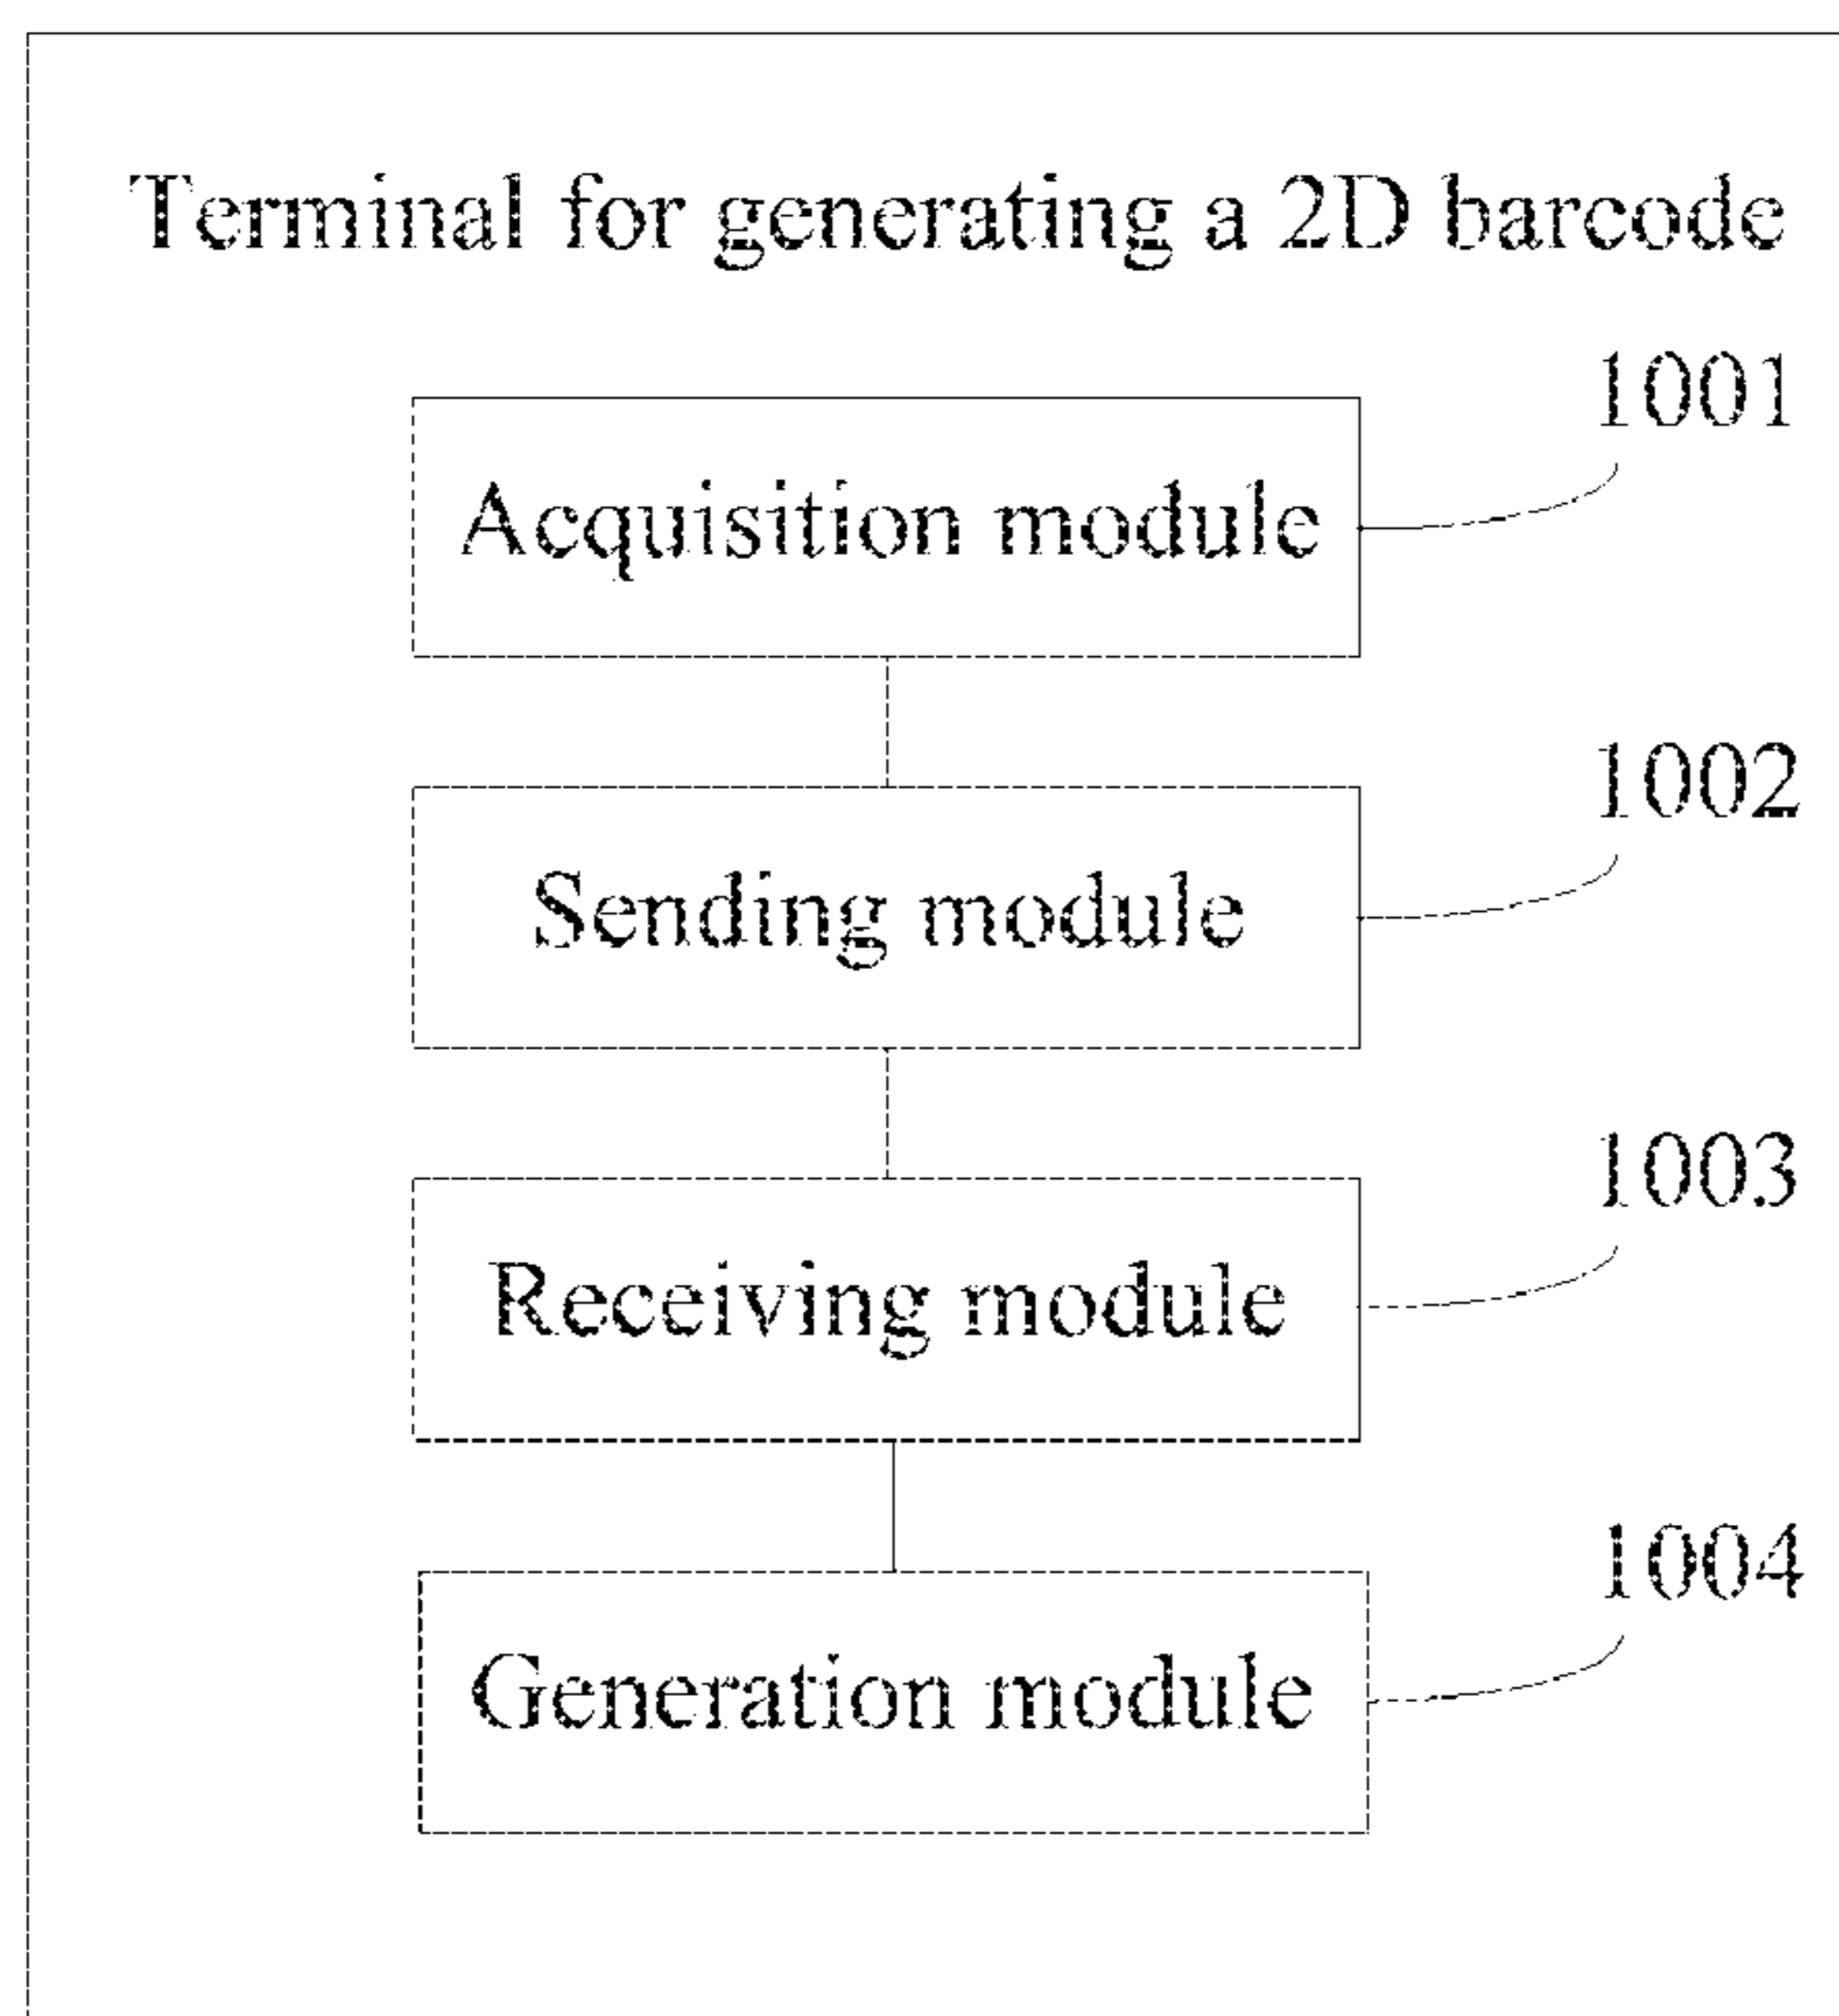 Terminal for generating a 2D barcode
1001
Acquisition module
1002
Sending module
1003
Receiving module
1004
Generation module